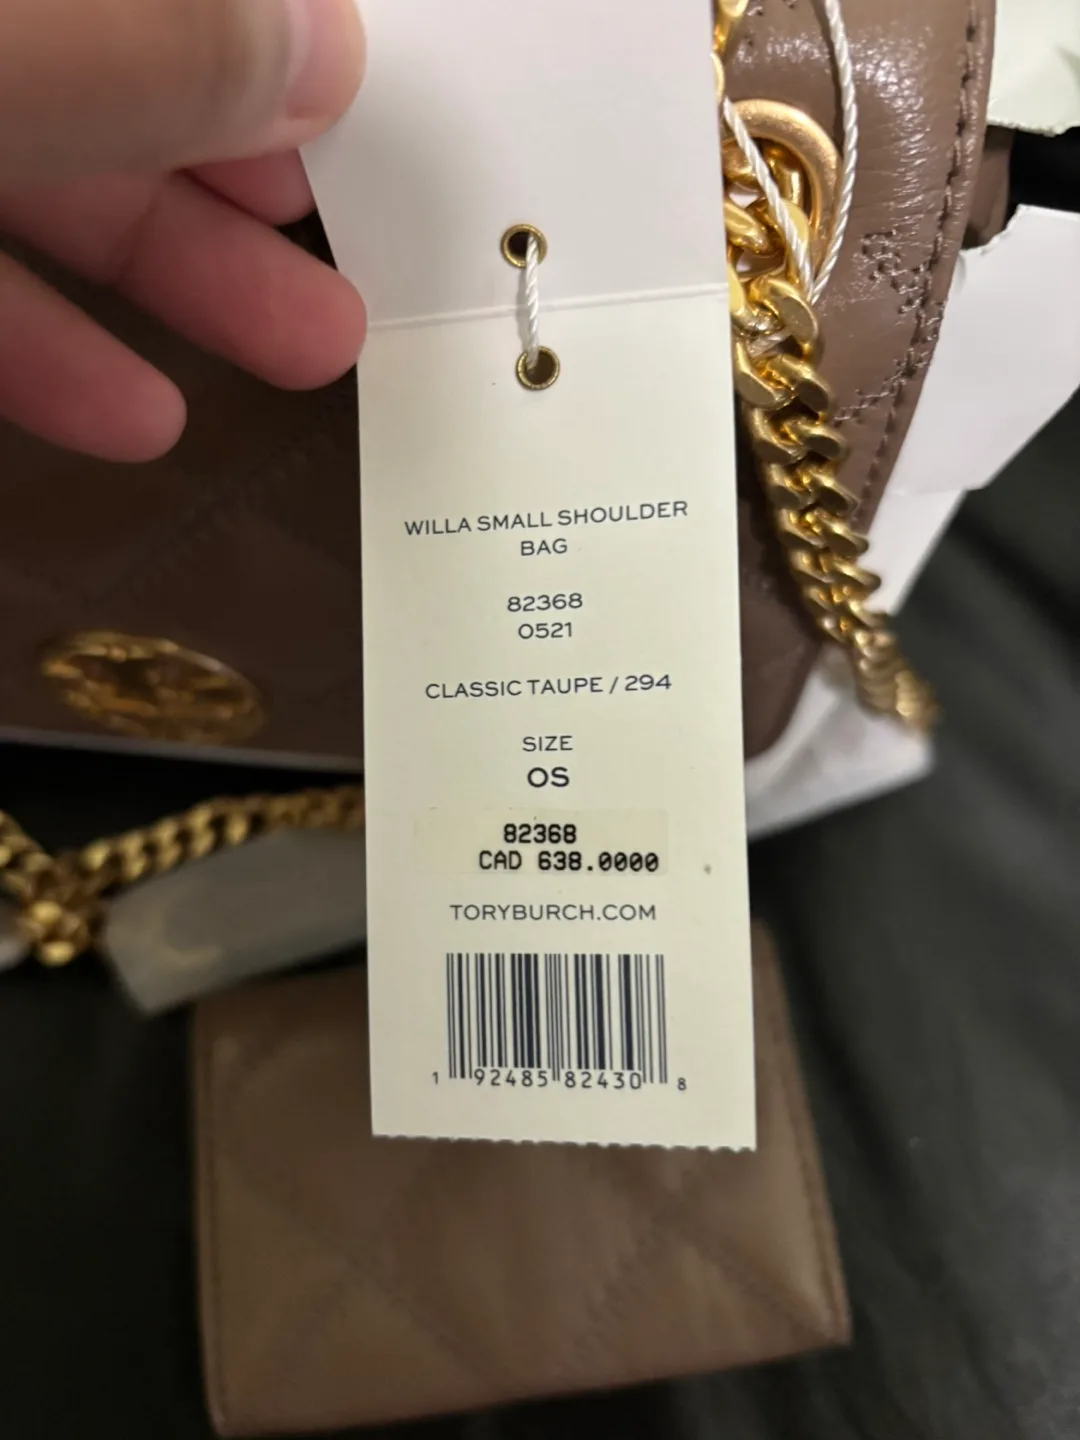 WILLA SMALL SHOULDER
BAG
82368
0521
CLASSIC TAUPE / 294
SIZE
OS
82368
CAD 638.0000
TORYBURCH.COM
1 92485 82430 8